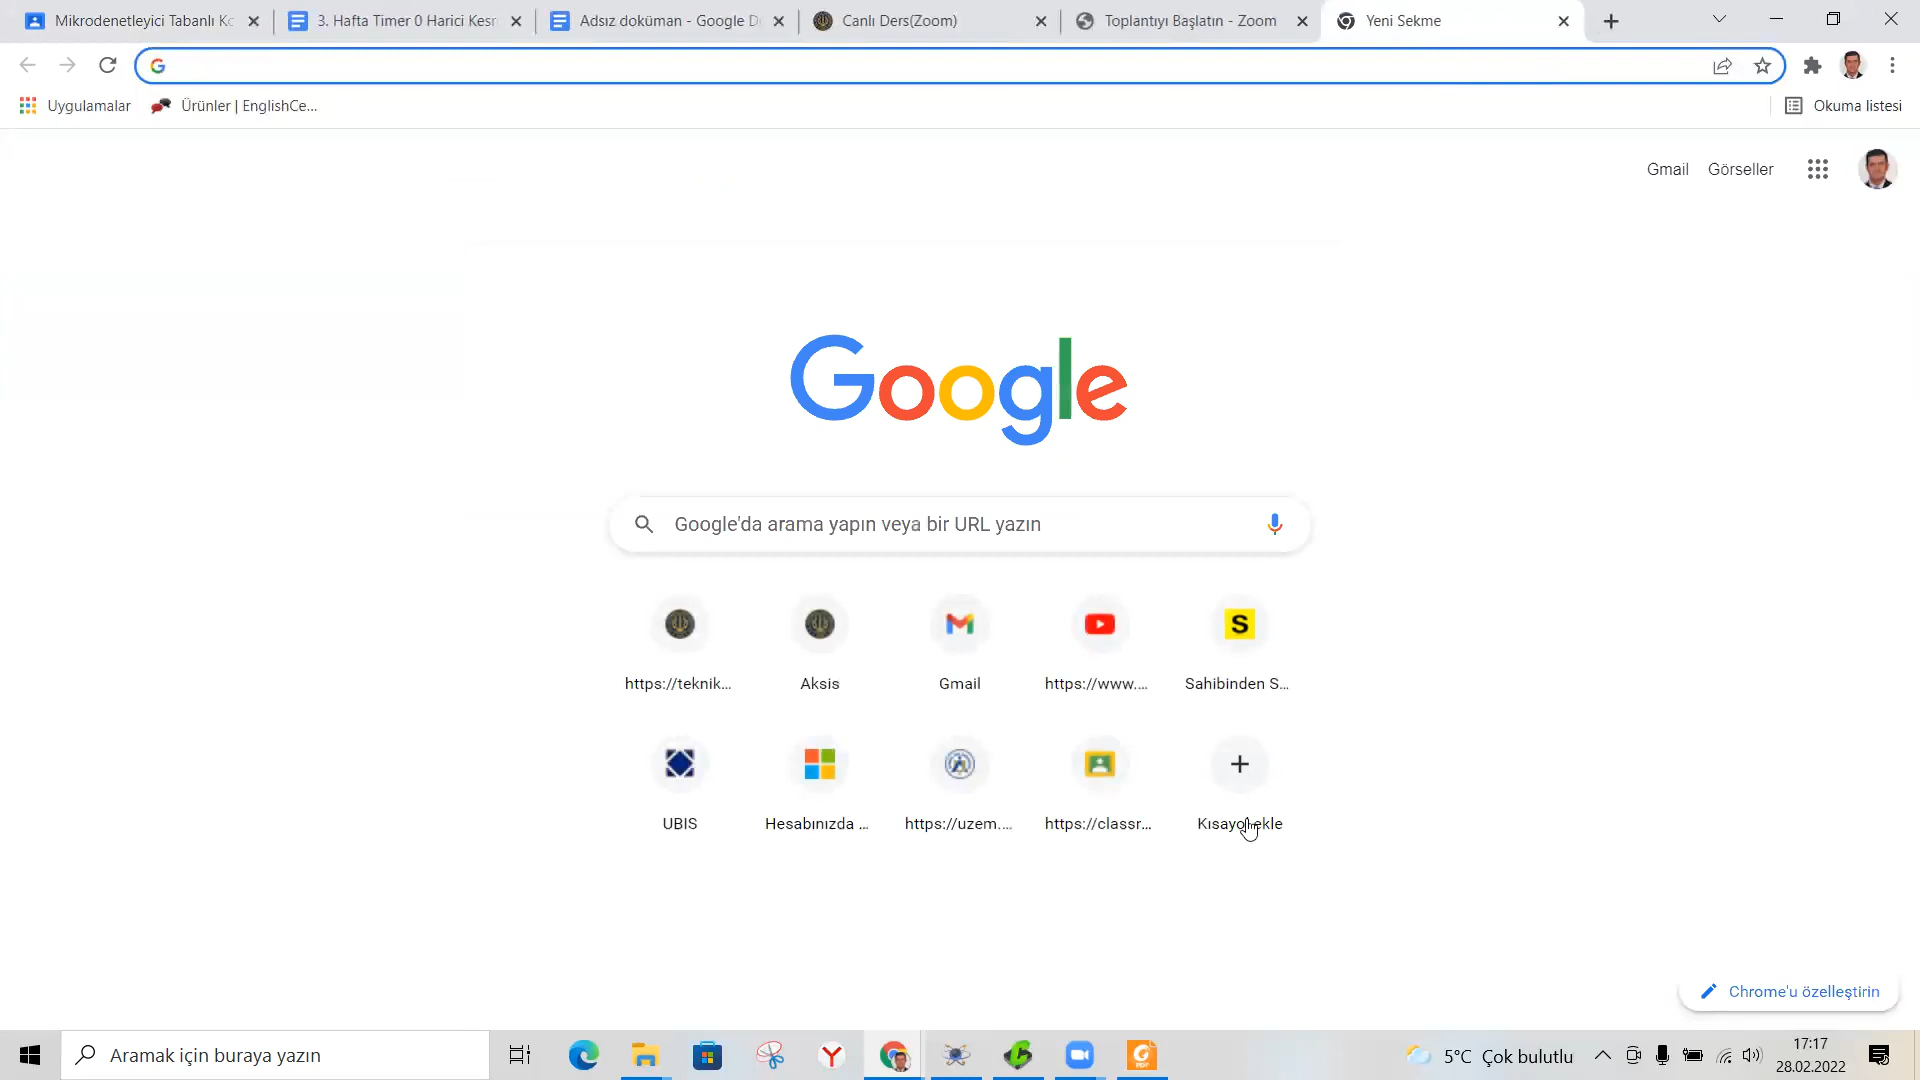 Mikrodenetleyici Tabanlı Ko
3. Hafta Timer 0 Harici Kesr
Adsız doküman - Google D
Canlı Ders(Zoom)
Toplantıyı Başlatın - Zoom
Yeni Sekme
Uygulamalar
Ürünler | EnglishCe...
Okuma listesi
Gmail
Görseller
Google
Google'da arama yapın veya bir URL yazın
https://teknik...
Aksis
Gmail
https://www....
Sahibinden S...
UBIS
Hesabınızda ...
https://uzem....
https://classr...
Kısayol ekle
Chrome'u özelleştirin
Aramak için buraya yazın
5°C Çok bulutlu
17:17
28.02.2022